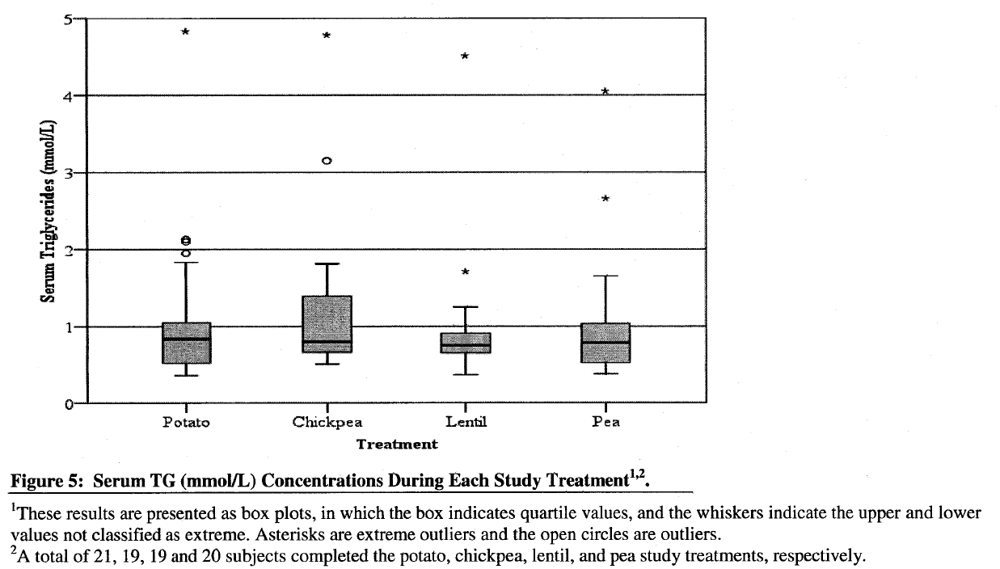 5
4
3
2
1
0
Serum Triglycerides (mmol/L)
Potato Chickpea Lentil Pea
Treatment
Figure 5: Serum TG (mmol/L) Concentrations During Each Study Treatment1,2.
1These results are presented as box plots, in which the box indicates quartile values, and the whiskers indicate the upper and lower
values not classified as extreme. Asterisks are extreme outliers and the open circles are outliers.
2A total of 21, 19, 19 and 20 subjects completed the potato, chickpea, lentil, and pea study treatments, respectively.